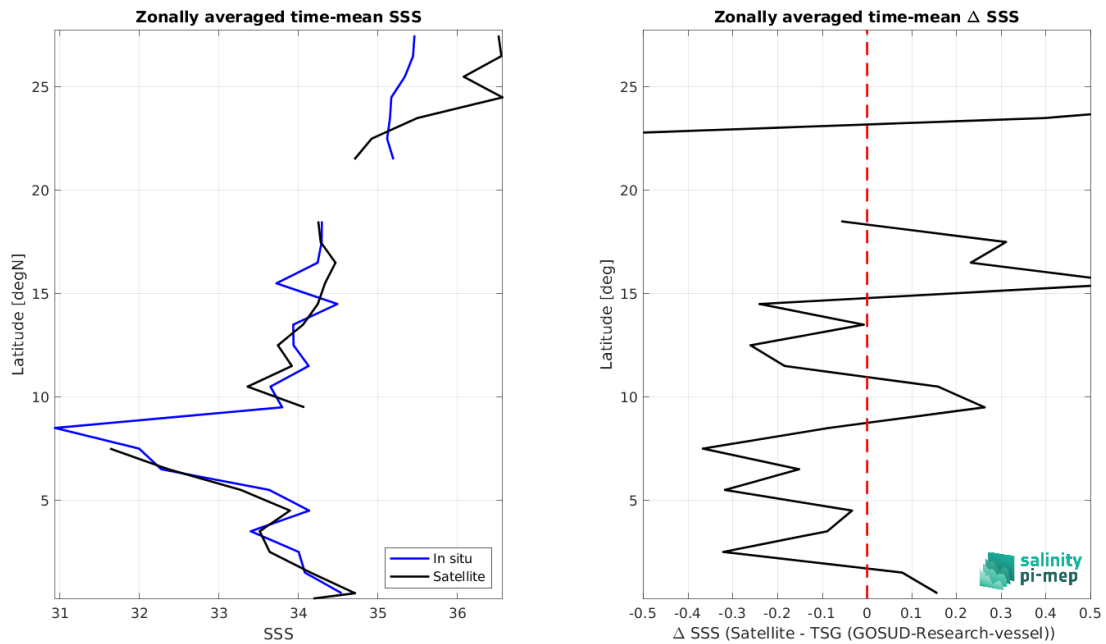 Zonally averaged time-mean SSS
25
20
15
10
5
Latitude [degN]
31 32 33 34 35 36
SSS
In situ
Satellite
Zonally averaged time-mean Δ SSS
25
20
15
10
5
Latitude [deg]
-0.5 -0.4 -0.3 -0.2 -0.1 0 0.1 0.2 0.3 0.4 0.5
Δ SSS (Satellite - TSG (GOSUD-Research-vessel))
salinity
pi-mep